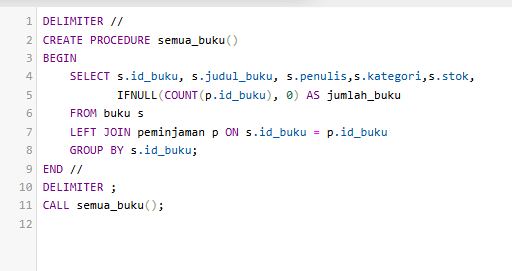 1 DELIMITER //
2 CREATE PROCEDURE semua_buku()
3 BEGIN
4     SELECT s.id_buku, s.judul_buku, s.penulis,s.kategori,s.stok,
5            IFNULL(COUNT(p.id_buku), 0) AS jumlah_buku
6     FROM buku s
7     LEFT JOIN peminjaman p ON s.id_buku = p.id_buku
8     GROUP BY s.id_buku;
9 END //
10 DELIMITER ;
11 CALL semua_buku();
12